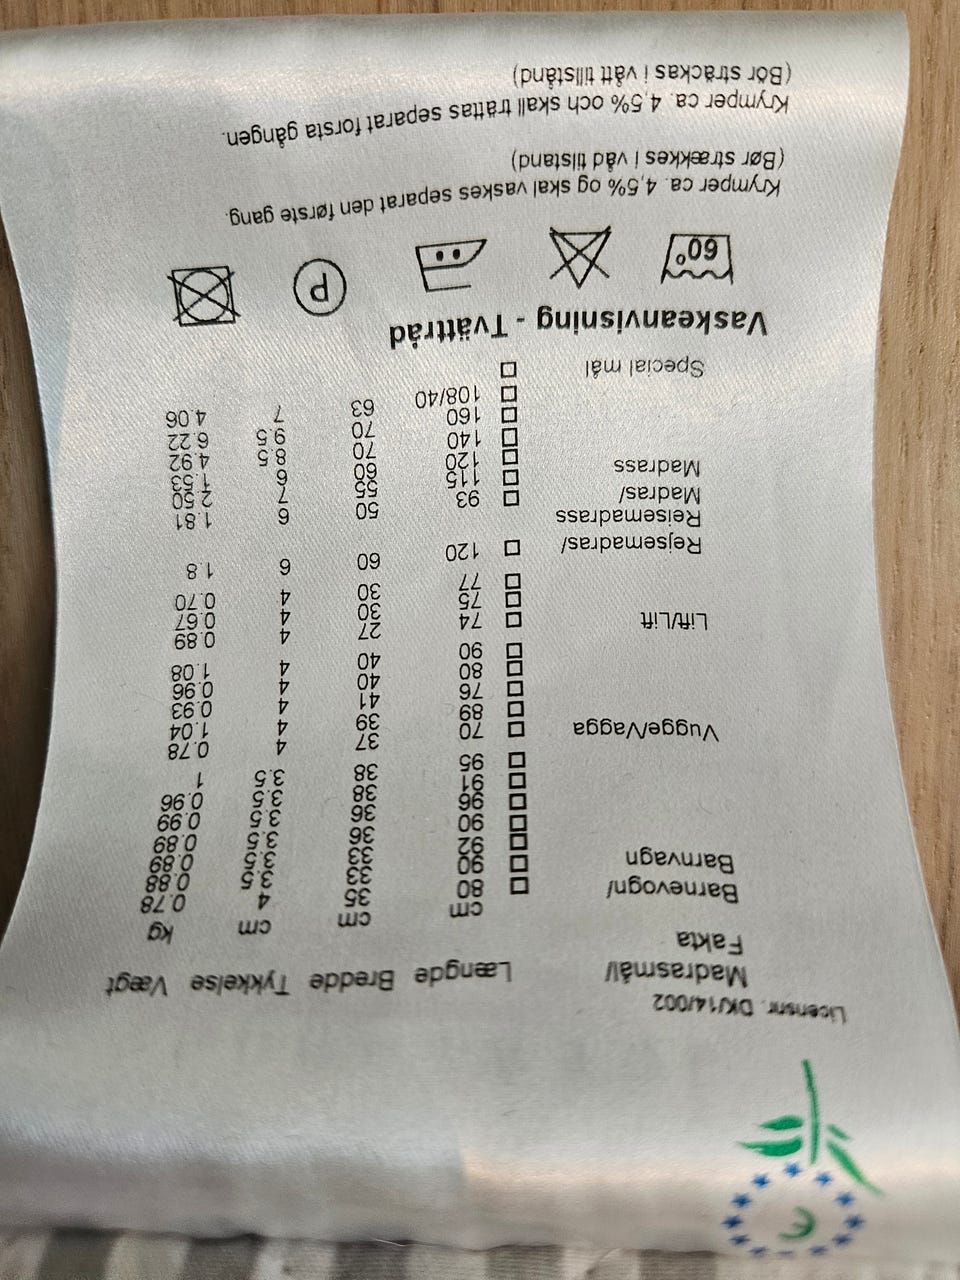 Licensnr. DK/14/002
Madrasmål/ Længde Bredde Tykkelse Vægt
Fakta cm cm cm kg
Barnevogn/ 80 35 4 0.78
Barnvagn 90 33 3.5 0.88
92 33 3.5 0.89
90 36 3.5 0.89
96 36 3.5 0.99
91 38 3.5 0.96
95 38 3.5 1
Vugge/Vagga 70 37 4 0.78
89 39 4 1.04
76 41 4 0.93
80 40 4 0.96
90 40 4 1.08
Lift/Lift 74 27 4 0.89
75 30 4 0.67
77 30 4 0.70
Rejsemadras/ 120 60 6 1.8
Reisemadrass
Madras/ 93 50 6 1.81
Madrass 115 55 7 2.50
120 60 6 1.53
140 70 8.5 4.92
160 70 9.5 6.22
108/40 63 7 4.06
Special mål
Vaskeanvisning - Tvättråd
60° P
Krymper ca. 4,5% og skal vaskes separat den første gang.
(Bør strækkes i våd tilstand)
Krymper ca. 4,5% och skall trättas separat forsta gången.
(Bör sträckas i vått tillstånd)